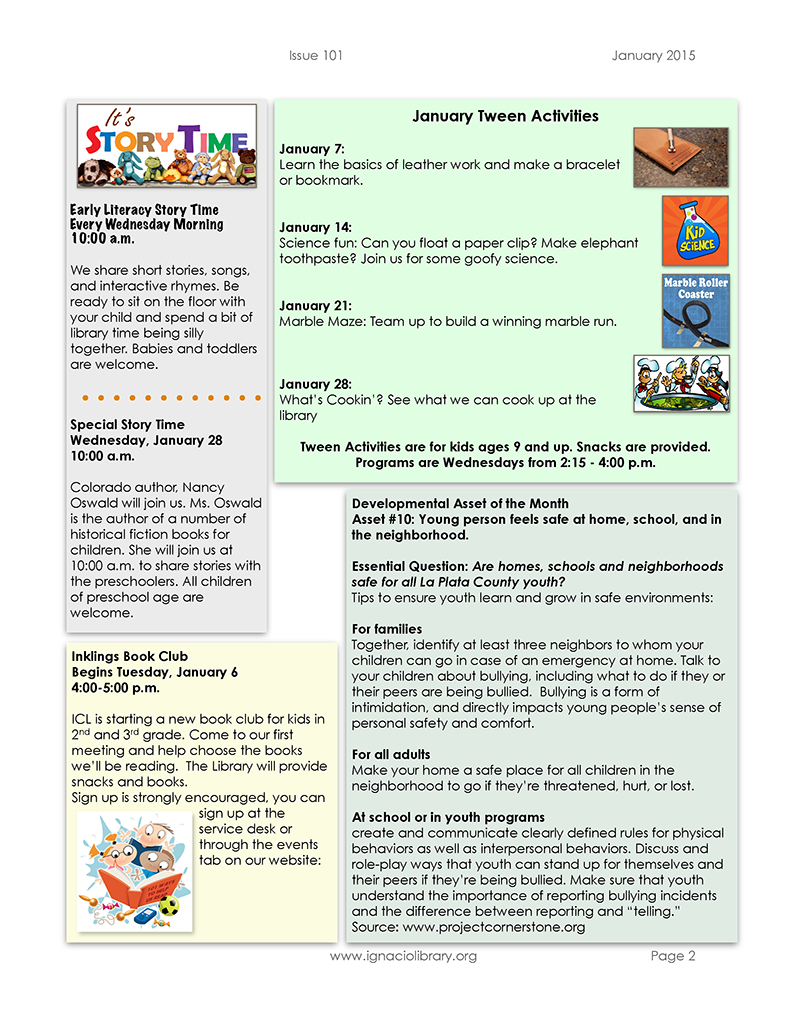 Issue 101
January 2015
It's
STORY TIME
Early Literacy Story Time
Every Wednesday Morning
10:00 a.m.
We share short stories, songs,
and interactive rhymes. Be
ready to sit on the floor with
your child and spend a bit of
library time being silly
together. Babies and toddlers
are welcome.
Special Story Time
Wednesday, January 28
10:00 a.m.
Colorado author, Nancy
Oswald will join us. Ms. Oswald
is the author of a number of
historical fiction books for
children. She will join us at
10:00 a.m. to share stories with
the preschoolers. All children
of preschool age are
welcome.
January Tween Activities
January 7:
Learn the basics of leather work and make a bracelet
or bookmark.
January 14:
Science fun: Can you float a paper clip? Make elephant
toothpaste? Join us for some goofy science.
KiD
SCiENCE
January 21:
Marble Maze: Team up to build a winning marble run.
Marble Roller
Coaster
January 28:
What's Cookin'? See what we can cook up at the
library
Tween Activities are for kids ages 9 and up. Snacks are provided.
Programs are Wednesdays from 2:15 - 4:00 p.m.
Inklings Book Club
Begins Tuesday, January 6
4:00-5:00 p.m.
ICL is starting a new book club for kids in
2nd and 3rd grade. Come to our first
meeting and help choose the books
we'll be reading.  The Library will provide
snacks and books.
Sign up is strongly encouraged, you can
sign up at the
service desk or
through the events
tab on our website:
Developmental Asset of the Month
Asset #10: Young person feels safe at home, school, and in
the neighborhood.
Essential Question: Are homes, schools and neighborhoods
safe for all La Plata County youth?
Tips to ensure youth learn and grow in safe environments:
For families
Together, identify at least three neighbors to whom your
children can go in case of an emergency at home. Talk to
your children about bullying, including what to do if they or
their peers are being bullied.  Bullying is a form of
intimidation, and directly impacts young people's sense of
personal safety and comfort.
For all adults
Make your home a safe place for all children in the
neighborhood to go if they're threatened, hurt, or lost.
At school or in youth programs
create and communicate clearly defined rules for physical
behaviors as well as interpersonal behaviors. Discuss and
role-play ways that youth can stand up for themselves and
their peers if they're being bullied. Make sure that youth
understand the importance of reporting bullying incidents
and the difference between reporting and "telling."
Source: www.projectcornerstone.org
www.ignaciolibrary.org
Page 2